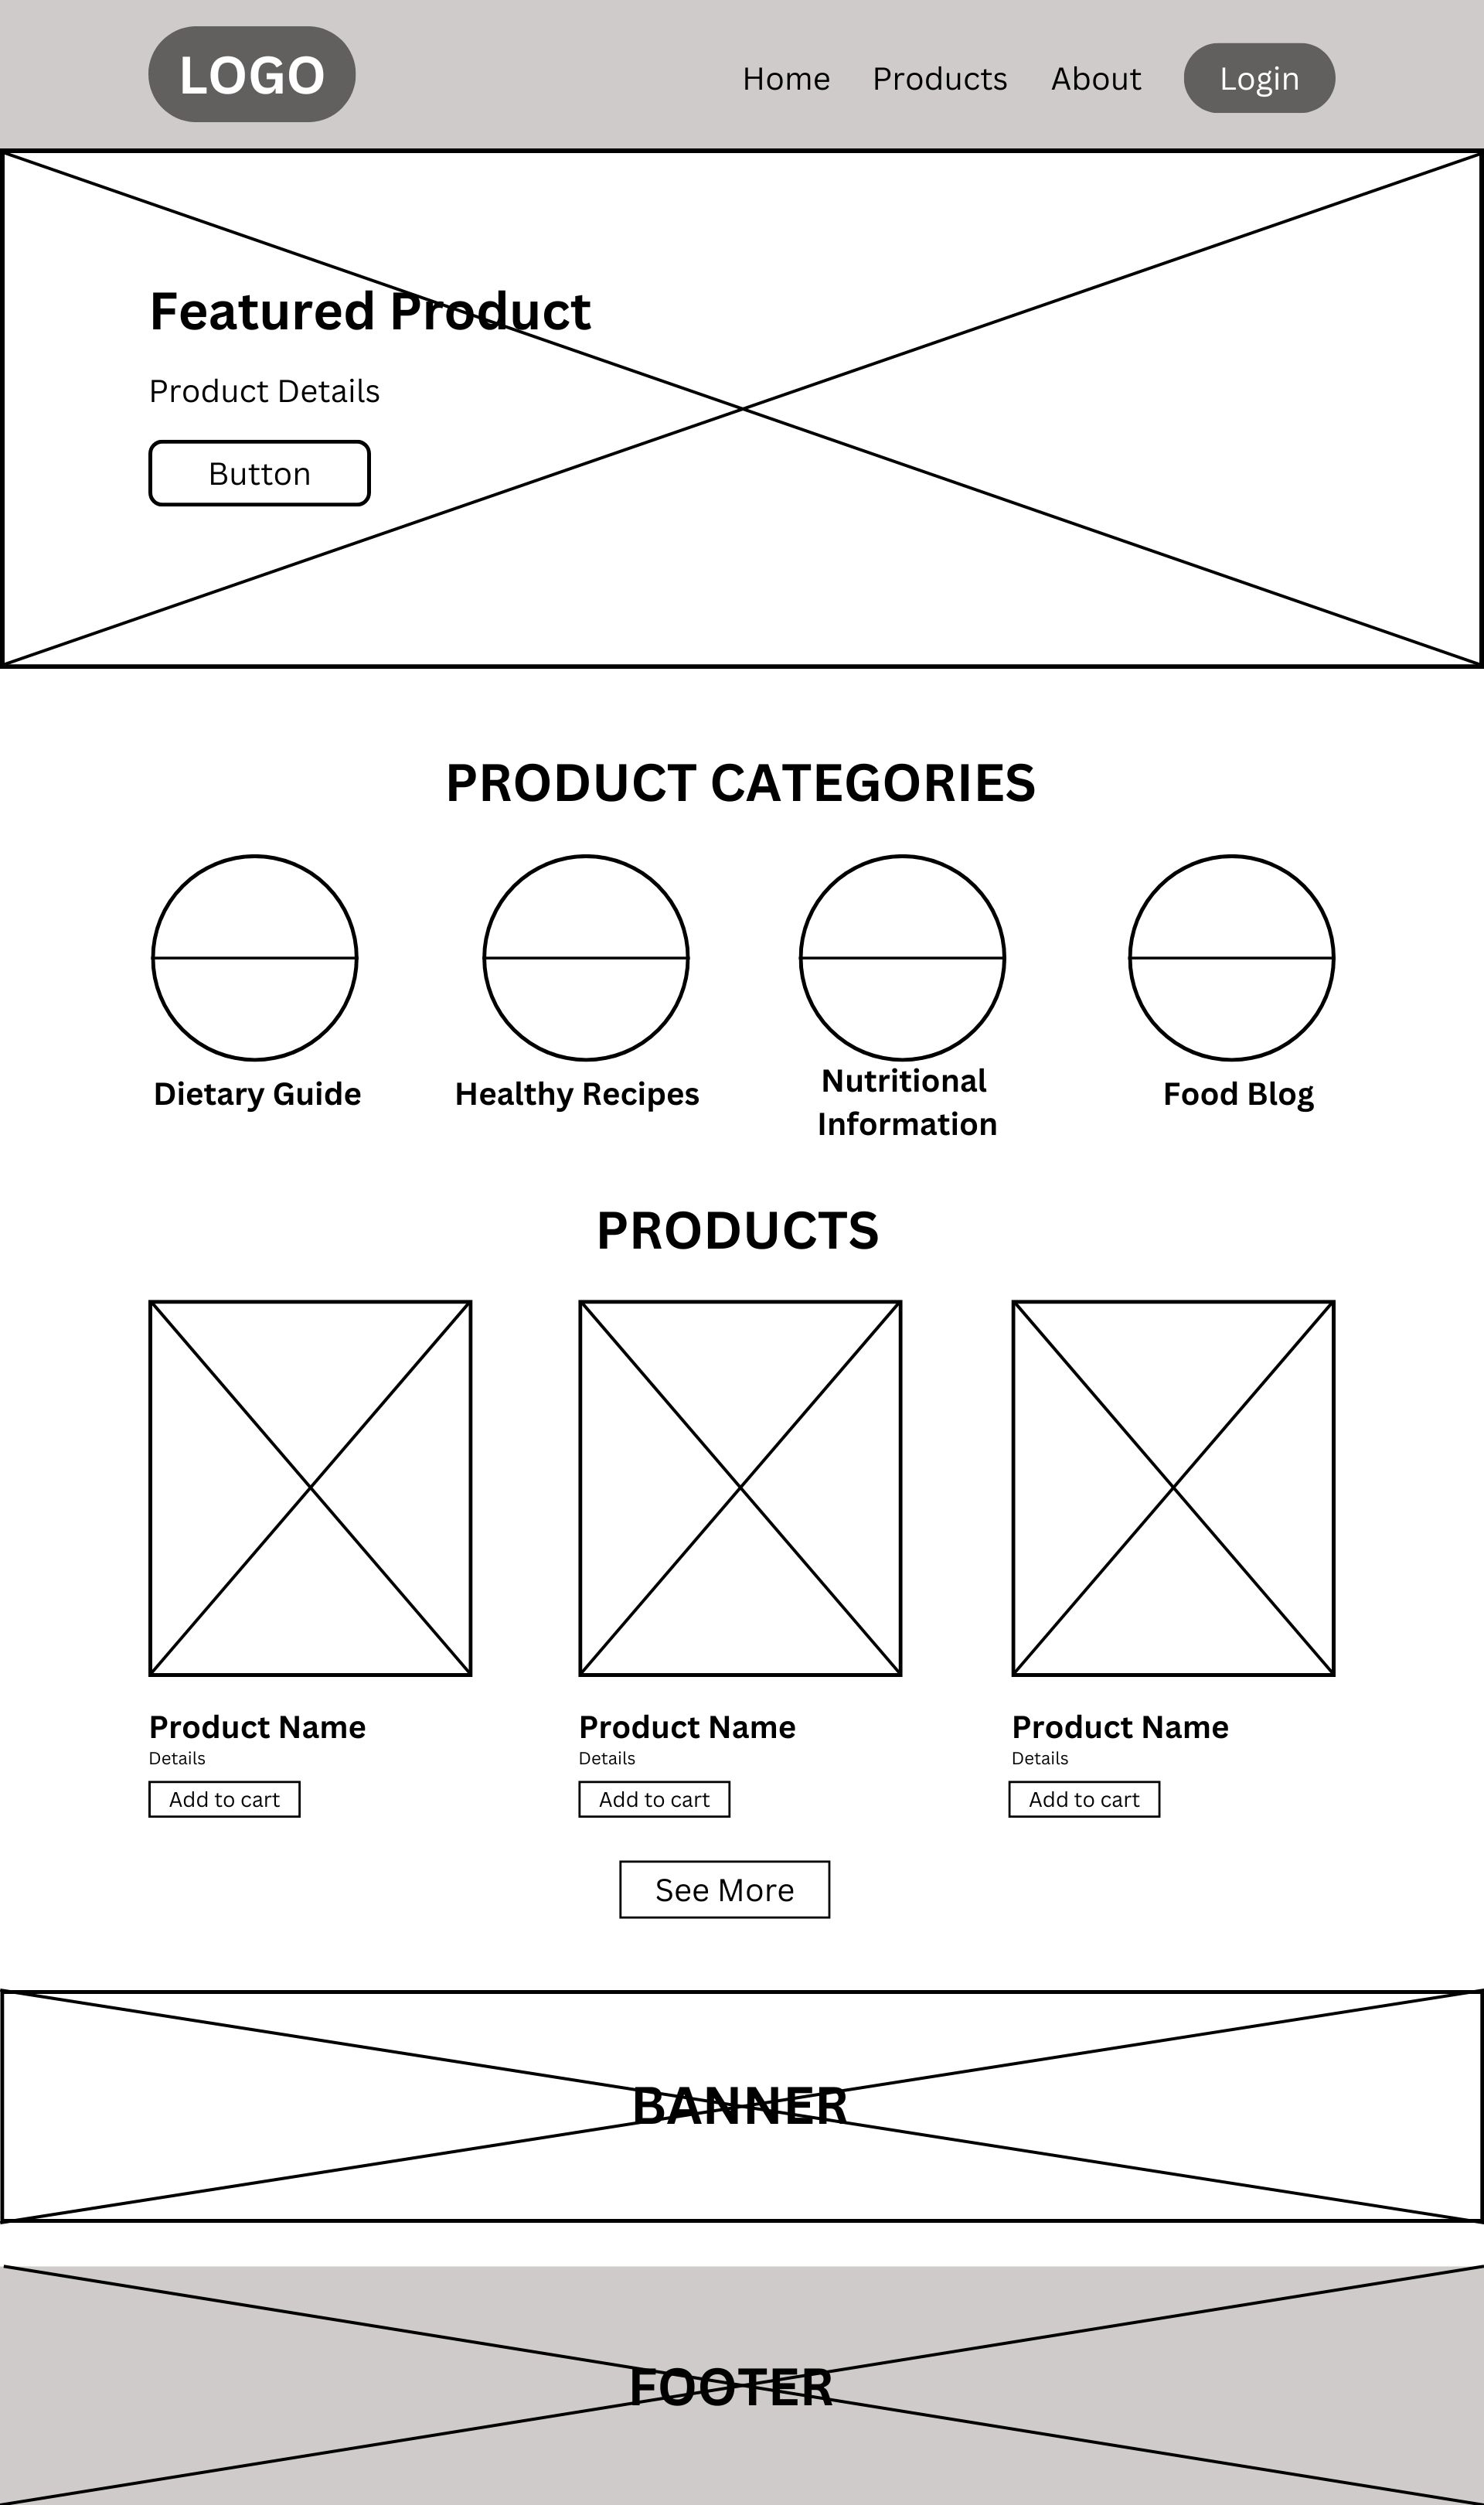 LOGO
Home Products About Login
Featured Product
Product Details
Button
PRODUCT CATEGORIES
Dietary Guide
Healthy Recipes
Nutritional
Information
Food Blog
PRODUCTS
Product Name
Details
Add to cart
Product Name
Details
Add to cart
Product Name
Details
Add to cart
See More
BANNER
FOOTER